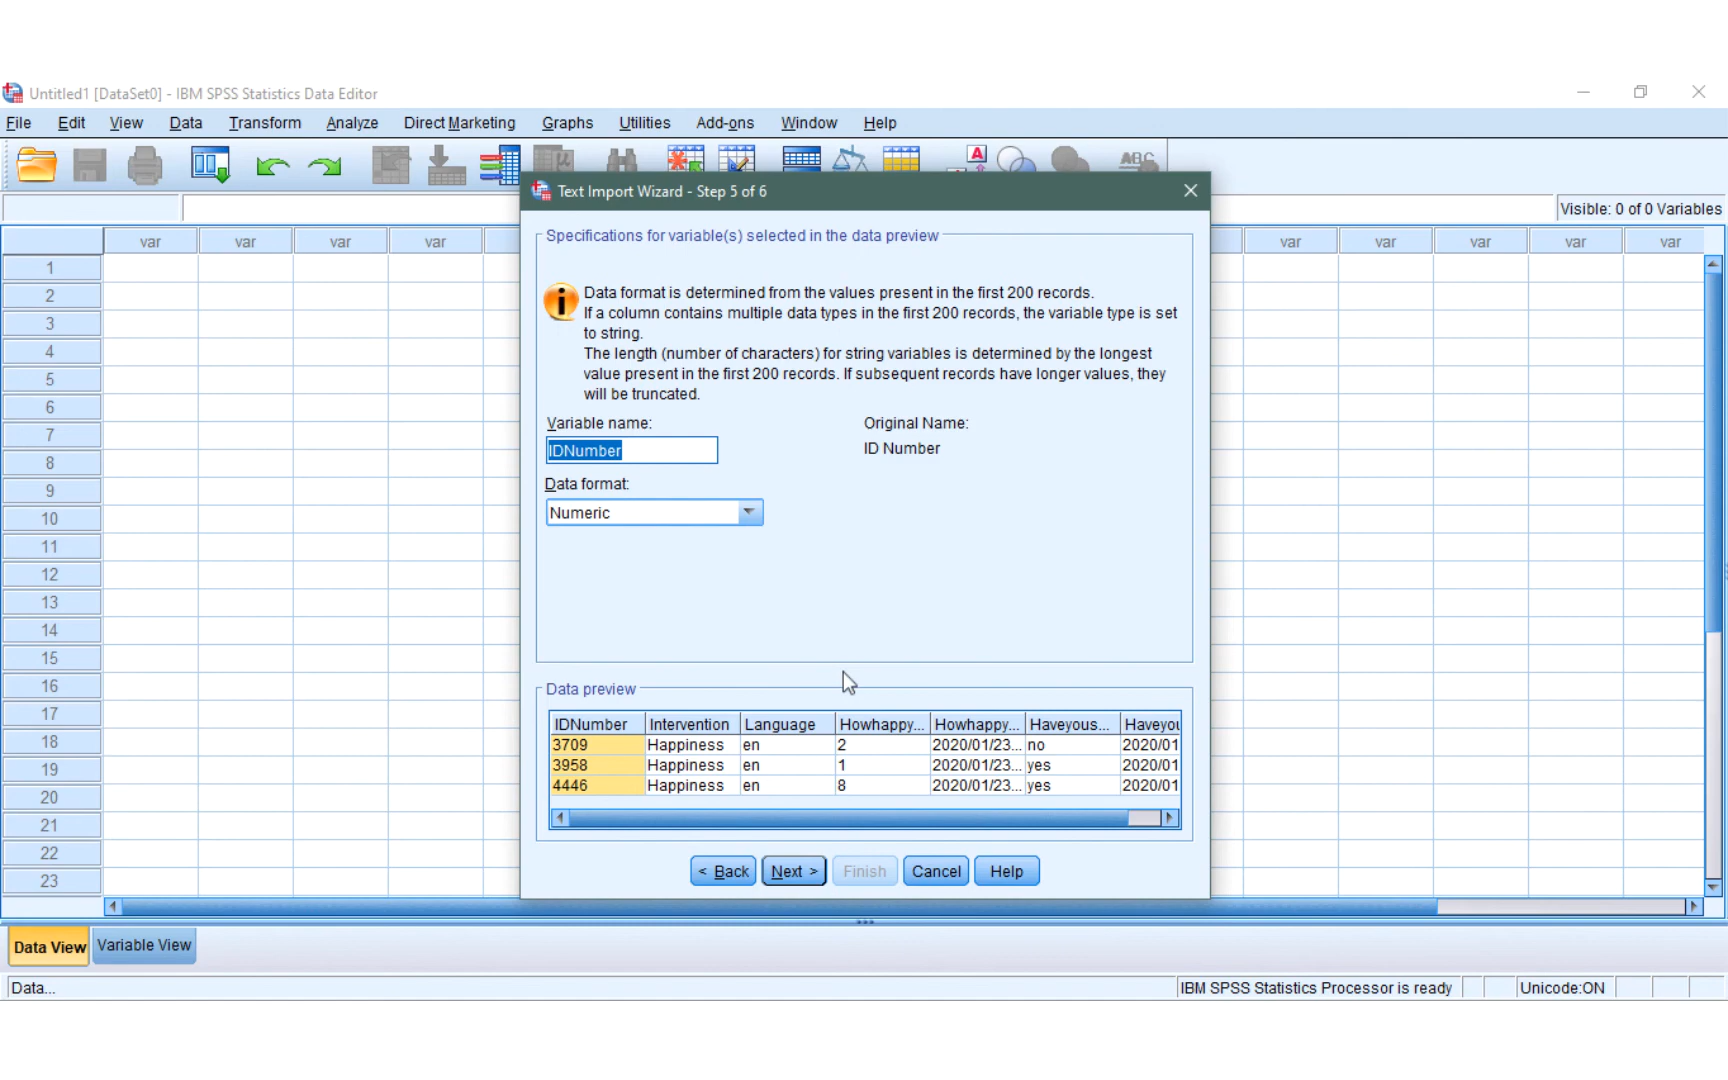 Untitled1 [DataSet0] - IBM SPSS Statistics Data Editor
File Edit View Data Transform Analyze Direct Marketing Graphs Utilities Add-ons Window Help
A
ABC
Text Import Wizard - Step 5 of 6
Visible: 0 of 0 Variables
var var var var var var var var var
Specifications for variable(s) selected in the data preview
Data format is determined from the values present in the first 200 records.
If a column contains multiple data types in the first 200 records, the variable type is set
to string.
The length (number of characters) for string variables is determined by the longest
value present in the first 200 records. If subsequent records have longer values, they
will be truncated.
Variable name: Original Name:
IDNumber ID Number
Data format:
Numeric
1
2
3
4
5
6
7
8
9
10
11
12
13
14
15
16
17
18
19
20
21
22
23
Data preview
IDNumber Intervention Language Howhappy... Howhappy... Haveyous... Haveyou
3709 Happiness en 2 2020/01/23... no 2020/01
3958 Happiness en 1 2020/01/23... yes 2020/01
4446 Happiness en 8 2020/01/23... yes 2020/01
< Back Next > Finish Cancel Help
Data View Variable View
Data... IBM SPSS Statistics Processor is ready Unicode:ON